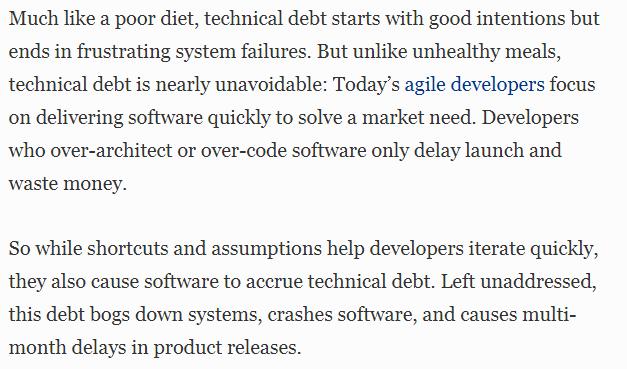 Much like a poor diet, technical debt starts with good intentions but
ends in frustrating system failures. But unlike unhealthy meals,
technical debt is nearly unavoidable: Today’s agile developers focus
on delivering software quickly to solve a market need. Developers
who over-architect or over-code software only delay launch and
waste money.
So while shortcuts and assumptions help developers iterate quickly,
they also cause software to accrue technical debt. Left unaddressed,
this debt bogs down systems, crashes software, and causes multi-
month delays in product releases.